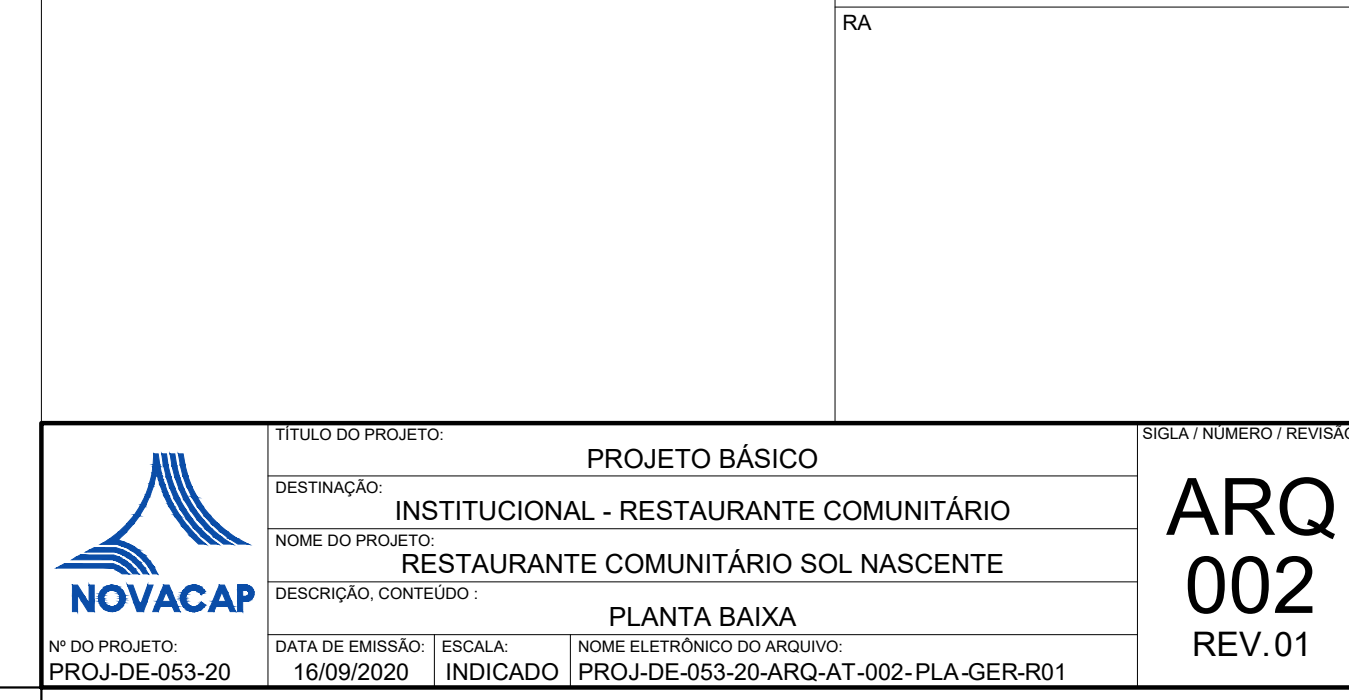 RA
TÍTULO DO PROJETO:
PROJETO BÁSICO
DESTINAÇÃO:
INSTITUCIONAL - RESTAURANTE COMUNITÁRIO
NOME DO PROJETO:
RESTAURANTE COMUNITÁRIO SOL NASCENTE
DESCRIÇÃO, CONTEÚDO :
PLANTA BAIXA
NOVACAP
Nº DO PROJETO:
PROJ-DE-053-20
DATA DE EMISSÃO:
16/09/2020
ESCALA:
INDICADO
NOME ELETRÔNICO DO ARQUIVO:
PROJ-DE-053-20-ARQ-AT-002-PLA-GER-R01
SIGLA / NÚMERO / REVISÃO
ARQ
002
REV.01